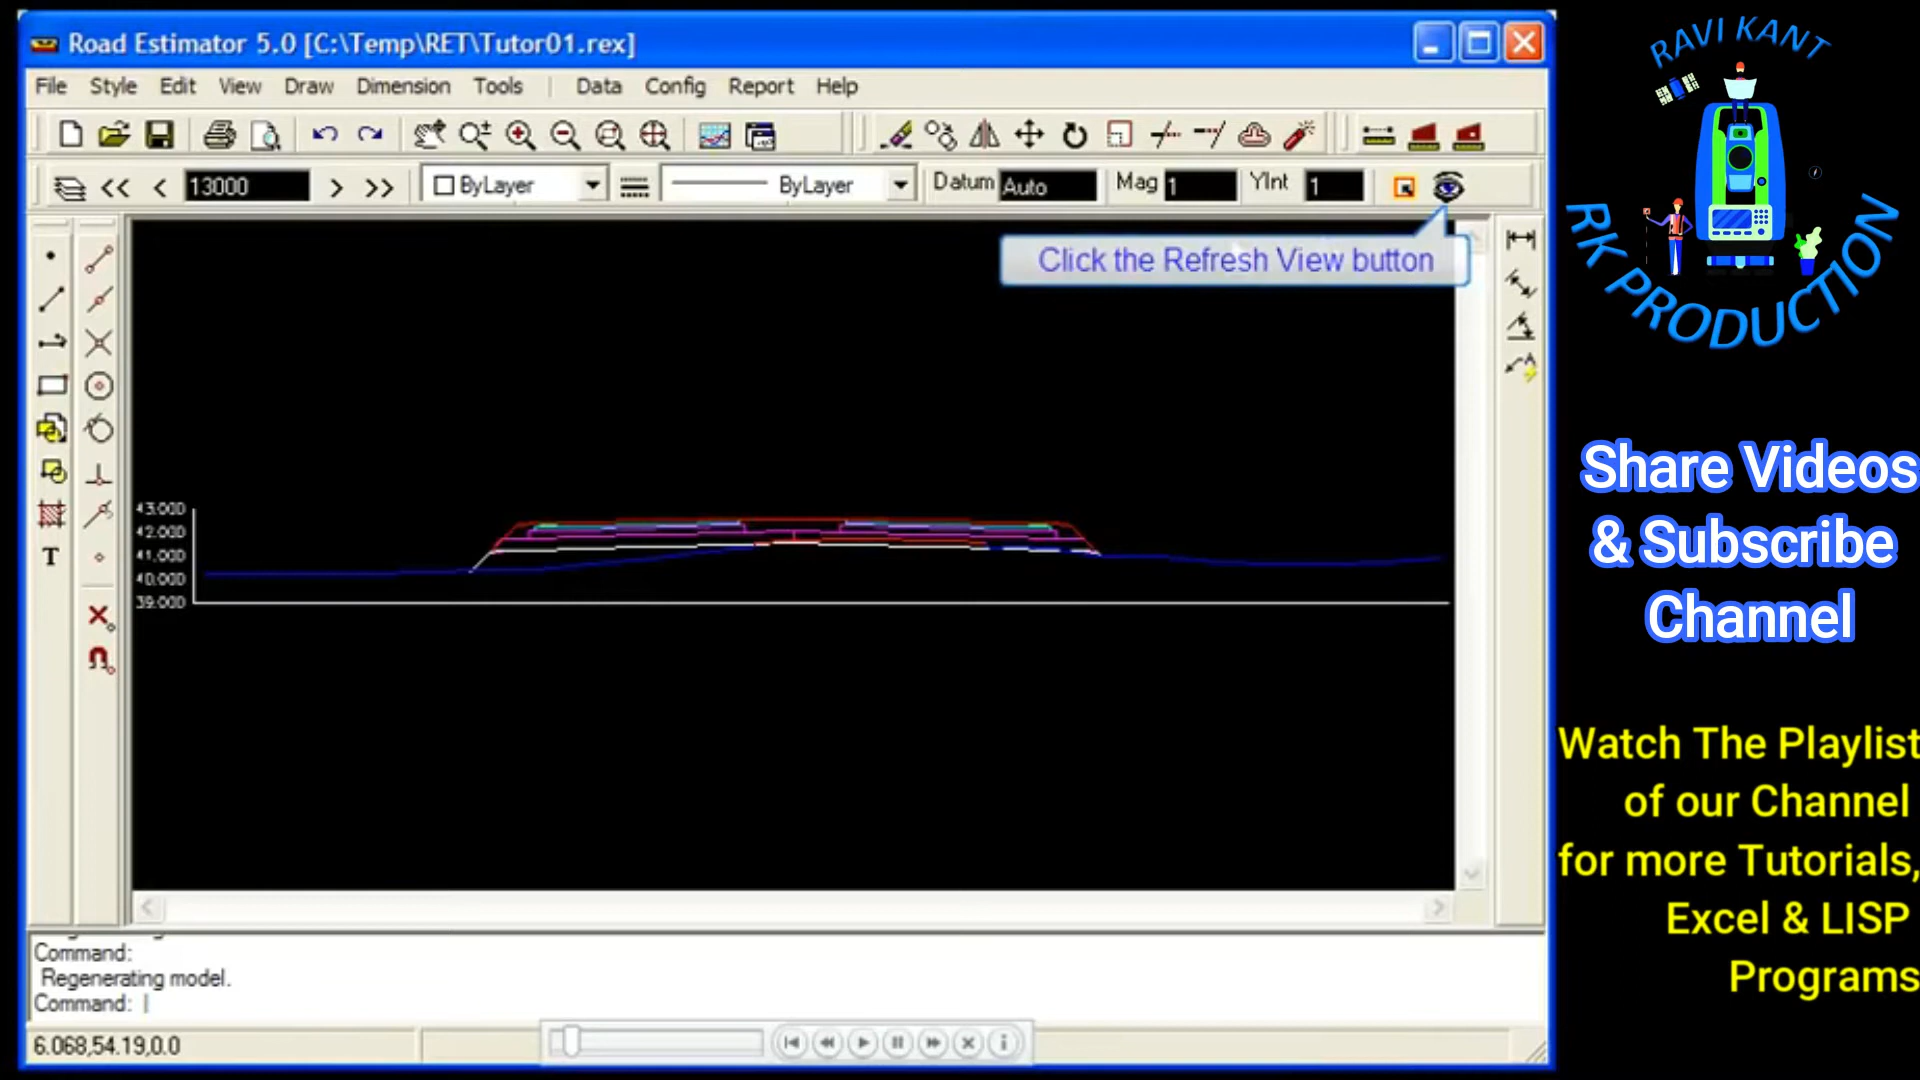 Road Estimator 5.0 [C:\Temp\RET\Tutor01.rex]
File Style Edit View Draw Dimension Tools | Data Config Report Help
<< < 13000 > >> ByLayer ByLayer Datum Auto Mag 1 YInt 1
Click the Refresh View button
T
43.000
42.000
41.000
40.000
39.000
Command:
Regenerating model.
Command:
6.068,54.19,0.0
RAVI KANT
RK PRODUCTION
Share Videos
& Subscribe
Channel
Watch The Playlist
of our Channel
for more Tutorials,
Excel & LISP
Programs